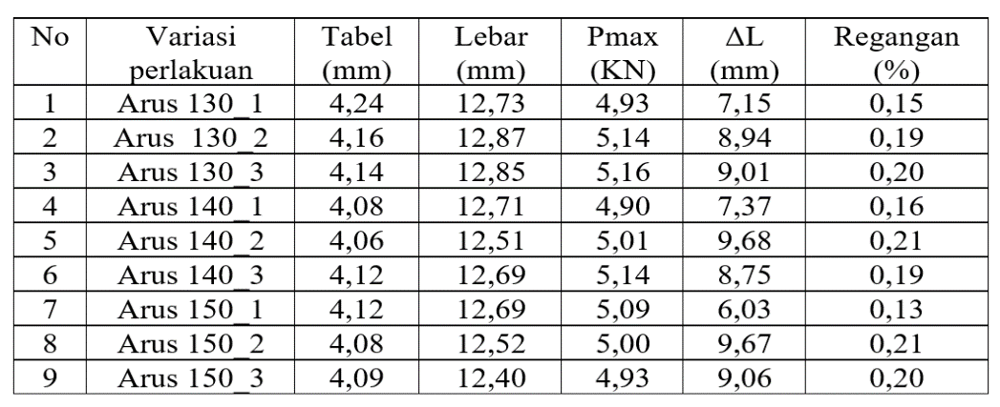 No Variasi perlakuan Tabel (mm) Lebar (mm) Pmax (KN) ΔL (mm) Regangan (%)
1 Arus 130_1 4,24 12,73 4,93 7,15 0,15
2 Arus 130_2 4,16 12,87 5,14 8,94 0,19
3 Arus 130_3 4,14 12,85 5,16 9,01 0,20
4 Arus 140_1 4,08 12,71 4,90 7,37 0,16
5 Arus 140_2 4,06 12,51 5,01 9,68 0,21
6 Arus 140_3 4,12 12,69 5,14 8,75 0,19
7 Arus 150_1 4,12 12,69 5,09 6,03 0,13
8 Arus 150_2 4,08 12,52 5,00 9,67 0,21
9 Arus 150_3 4,09 12,40 4,93 9,06 0,20